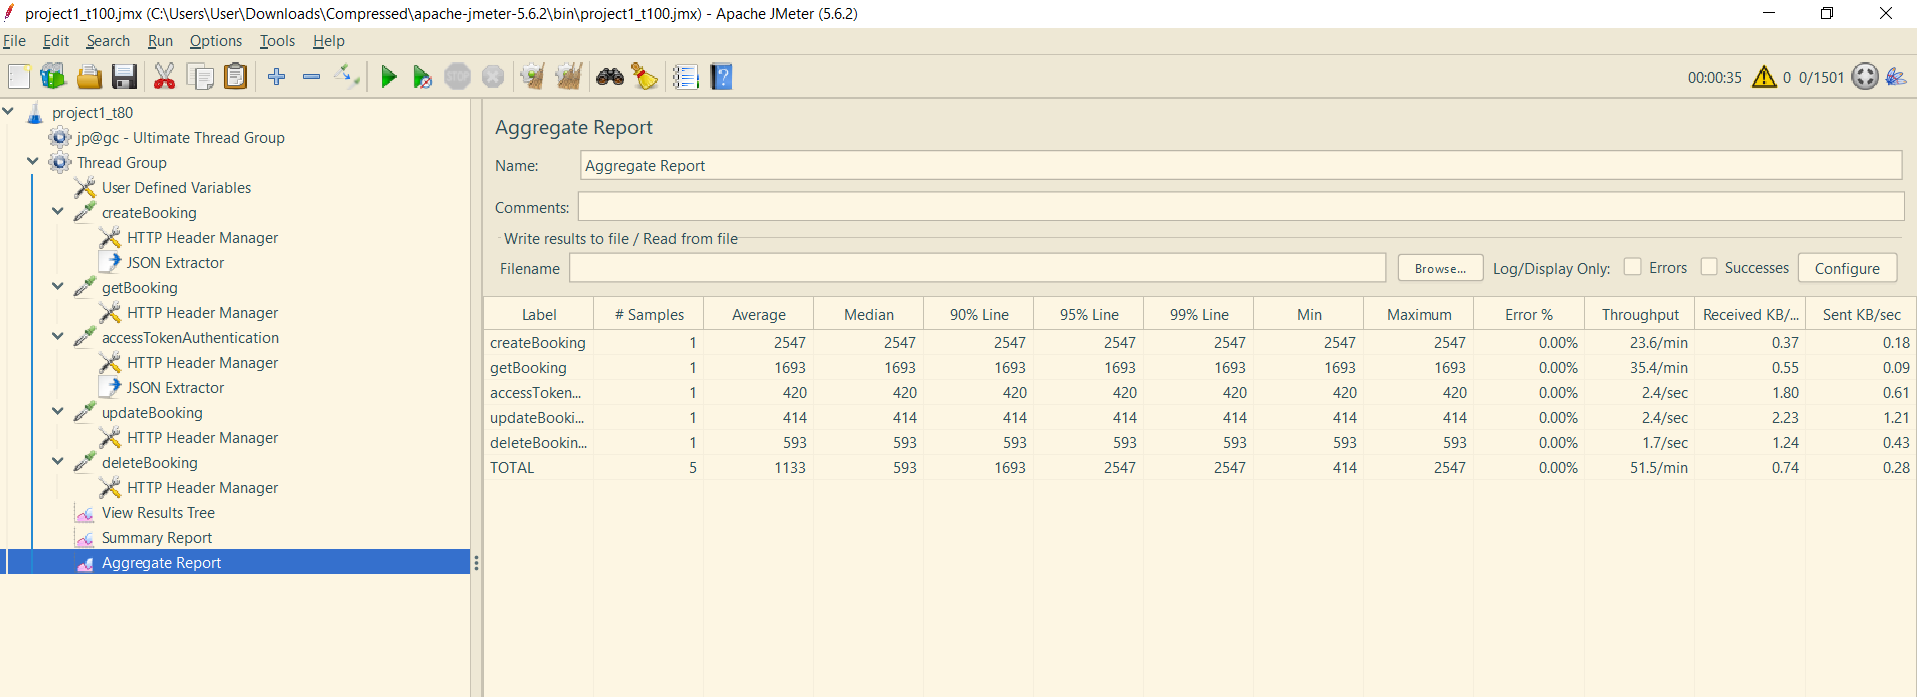 project1_t100.jmx (C:\Users\User\Downloads\Compressed\apache-jmeter-5.6.2\bin\project1_t100.jmx) - Apache JMeter (5.6.2)
File Edit Search Run Options Tools Help
STOP 00:00:35 0 0/1501
project1_t80
jp@gc - Ultimate Thread Group
Thread Group
User Defined Variables
createBooking
HTTP Header Manager
JSON Extractor
getBooking
HTTP Header Manager
accessTokenAuthentication
HTTP Header Manager
JSON Extractor
updateBooking
HTTP Header Manager
deleteBooking
HTTP Header Manager
View Results Tree
Summary Report
Aggregate Report
Aggregate Report
Name: Aggregate Report
Comments:
Write results to file / Read from file
Filename Browse... Log/Display Only: Errors Successes Configure
Label # Samples Average Median 90% Line 95% Line 99% Line Min Maximum Error % Throughput Received KB/... Sent KB/sec
createBooking 1 2547 2547 2547 2547 2547 2547 2547 0.00% 23.6/min 0.37 0.18
getBooking 1 1693 1693 1693 1693 1693 1693 1693 0.00% 35.4/min 0.55 0.09
accessToken... 1 420 420 420 420 420 420 420 0.00% 2.4/sec 1.80 0.61
updateBooki... 1 414 414 414 414 414 414 414 0.00% 2.4/sec 2.23 1.21
deleteBookin... 1 593 593 593 593 593 593 593 0.00% 1.7/sec 1.24 0.43
TOTAL 5 1133 593 1693 2547 2547 414 2547 0.00% 51.5/min 0.74 0.28